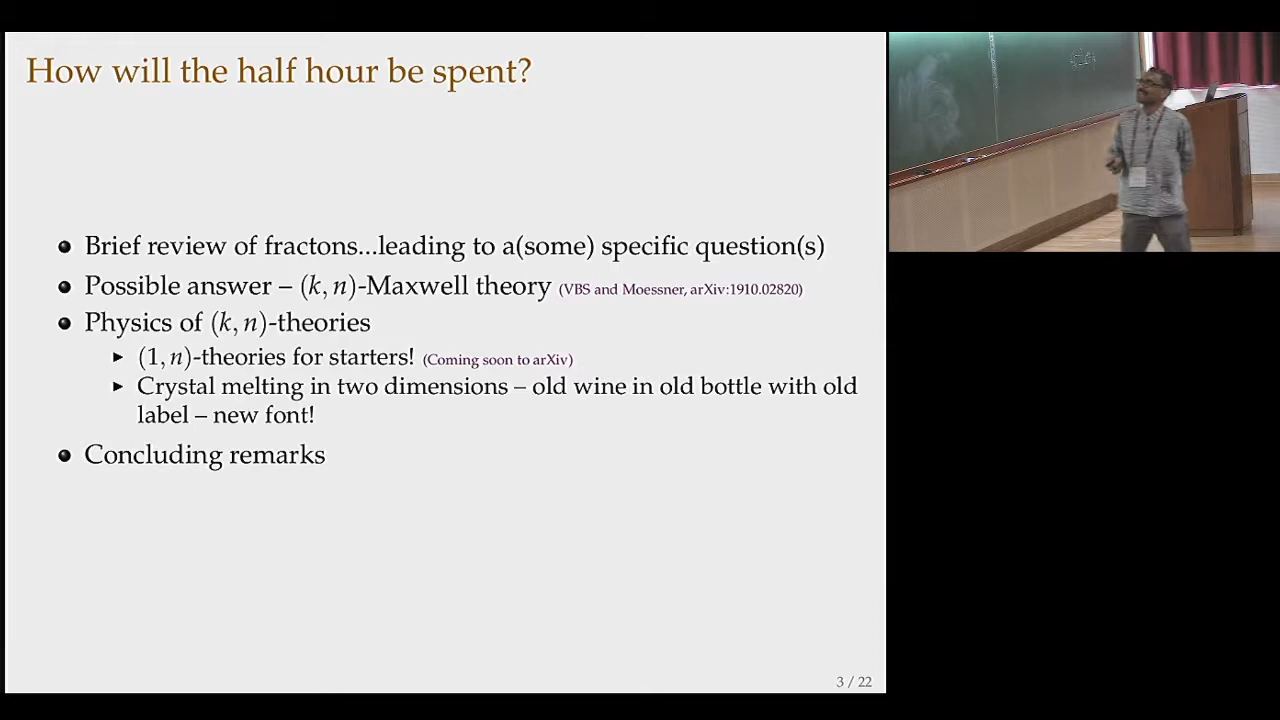 How will the half hour be spent?
● Brief review of fractons...leading to a(some) specific question(s)
● Possible answer – (k, n)-Maxwell theory (VBS and Moessner, arXiv:1910.02820)
● Physics of (k, n)-theories
▶ (1, n)-theories for starters! (Coming soon to arXiv)
▶ Crystal melting in two dimensions – old wine in old bottle with old
label – new font!
● Concluding remarks
3 / 22